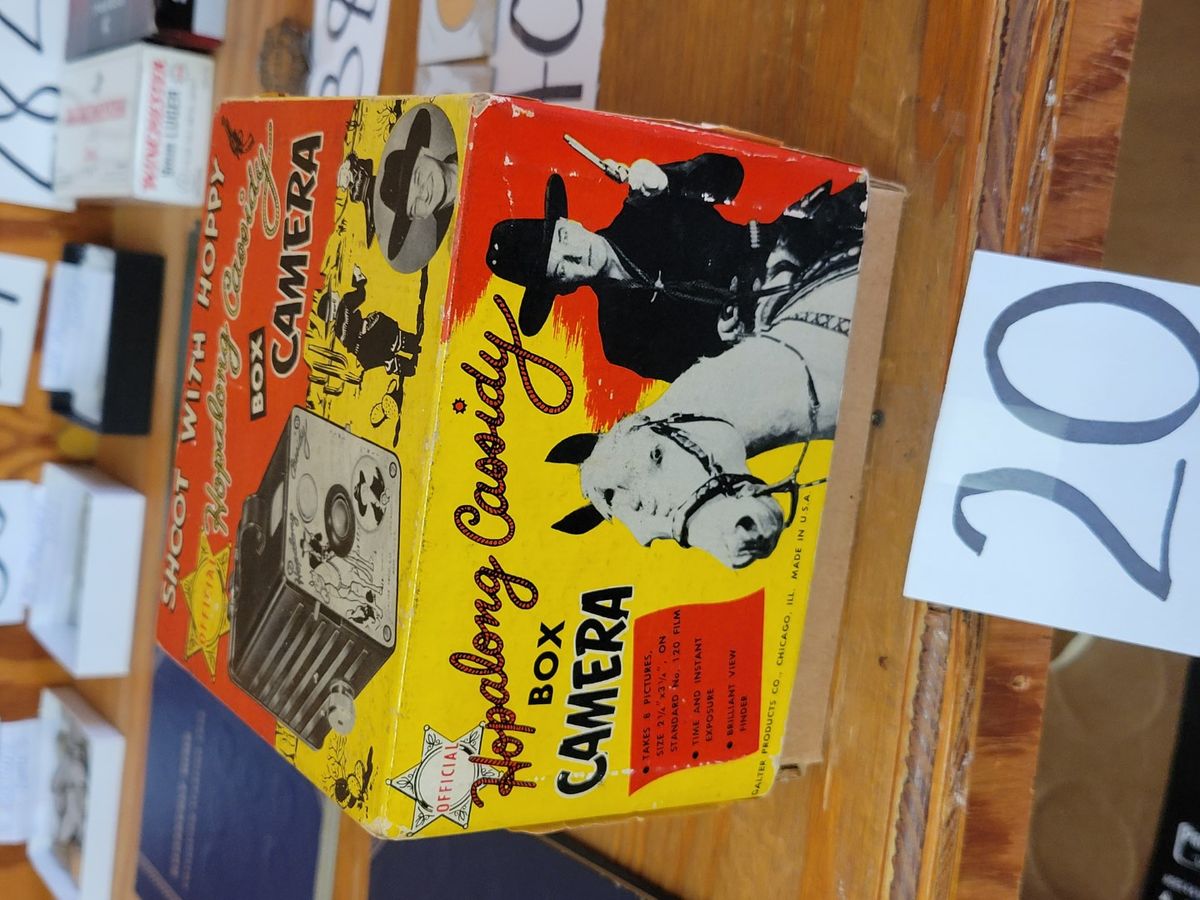 SHOOT WITH HOPPY
OFFICIAL
Hopalong Cassidy
BOX
CAMERA
OFFICIAL
Hopalong Cassidy
BOX
CAMERA
● TAKES 8 PICTURES,
SIZE 2¼" x 3¼", ON
STANDARD No. 120 FILM
● TIME AND INSTANT
EXPOSURE
● BRILLIANT VIEW
FINDER
GALTER PRODUCTS CO., CHICAGO, ILL. MADE IN U.S.A.
20
WINCHESTER
WINCHESTER
9mm LUGER